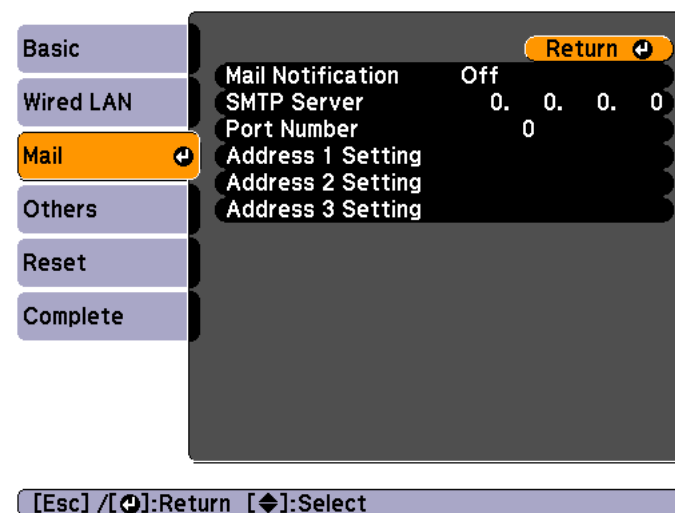 Basic
Wired LAN
Mail
Others
Reset
Complete
Return
Mail Notification Off
SMTP Server 0. 0. 0. 0
Port Number 0
Address 1 Setting
Address 2 Setting
Address 3 Setting
[Esc] /[⏎]:Return [◆]:Select